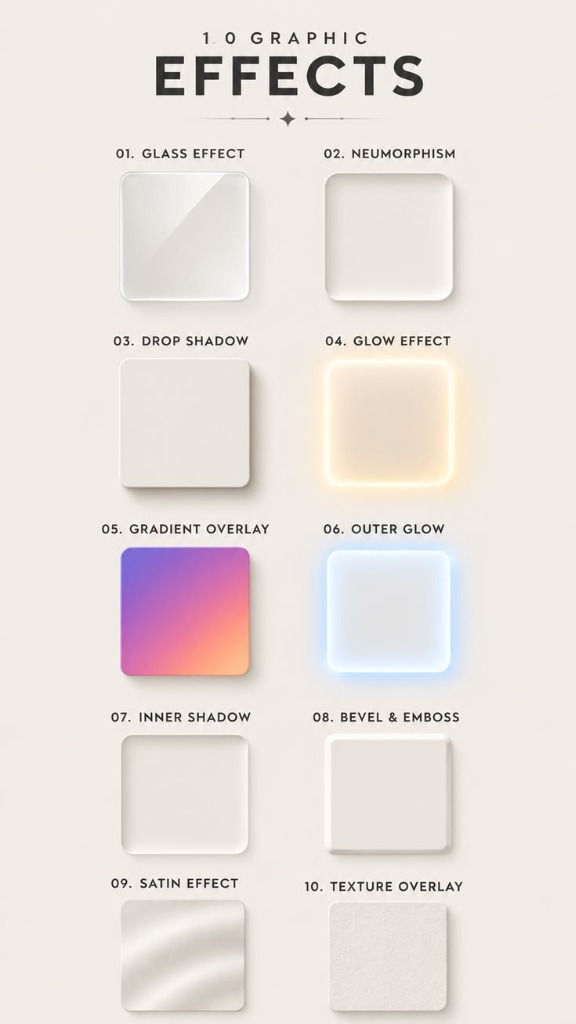 1.0 GRAPHIC
EFFECTS
01. GLASS EFFECT
02. NEUMORPHISM
03. DROP SHADOW
04. GLOW EFFECT
05. GRADIENT OVERLAY
06. OUTER GLOW
07. INNER SHADOW
08. BEVEL & EMBOSS
09. SATIN EFFECT
10. TEXTURE OVERLAY